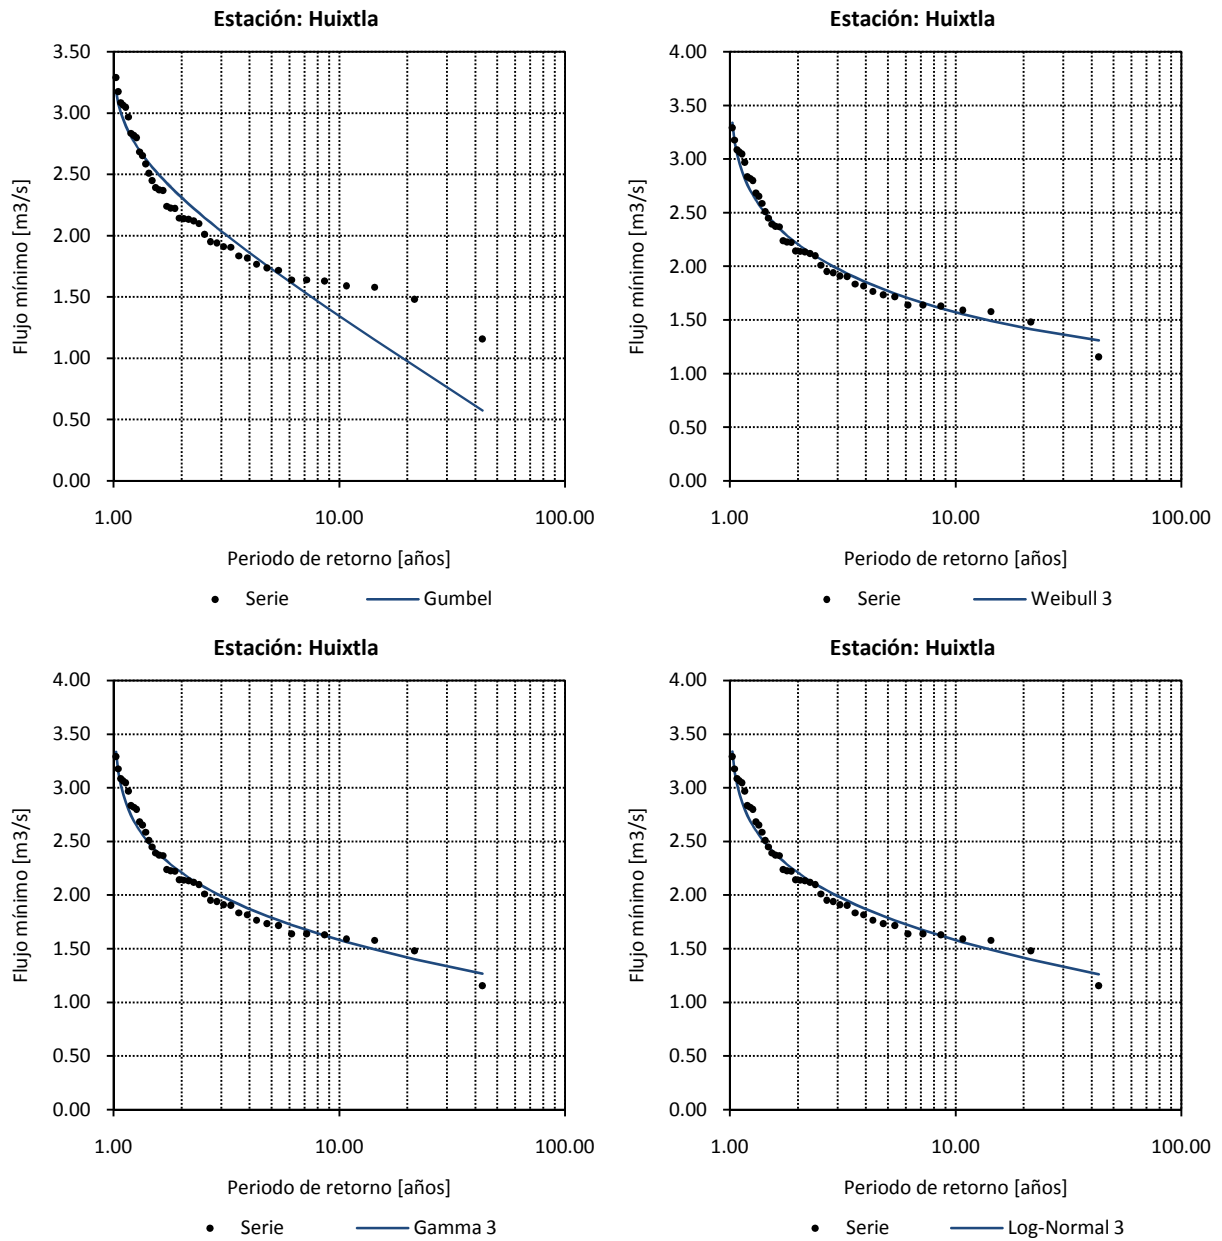 Estación: Huixtla
3.50
3.00
2.50
2.00
1.50
1.00
0.50
0.00
Flujo mínimo [m3/s]
1.00 10.00 100.00
Periodo de retorno [años]
Serie Gumbel
Estación: Huixtla
4.00
3.50
3.00
2.50
2.00
1.50
1.00
0.50
0.00
Flujo mínimo [m3/s]
1.00 10.00 100.00
Periodo de retorno [años]
Serie Weibull 3
Estación: Huixtla
4.00
3.50
3.00
2.50
2.00
1.50
1.00
0.50
0.00
Flujo mínimo [m3/s]
1.00 10.00 100.00
Periodo de retorno [años]
Serie Gamma 3
Estación: Huixtla
4.00
3.50
3.00
2.50
2.00
1.50
1.00
0.50
0.00
Flujo mínimo [m3/s]
1.00 10.00 100.00
Periodo de retorno [años]
Serie Log-Normal 3